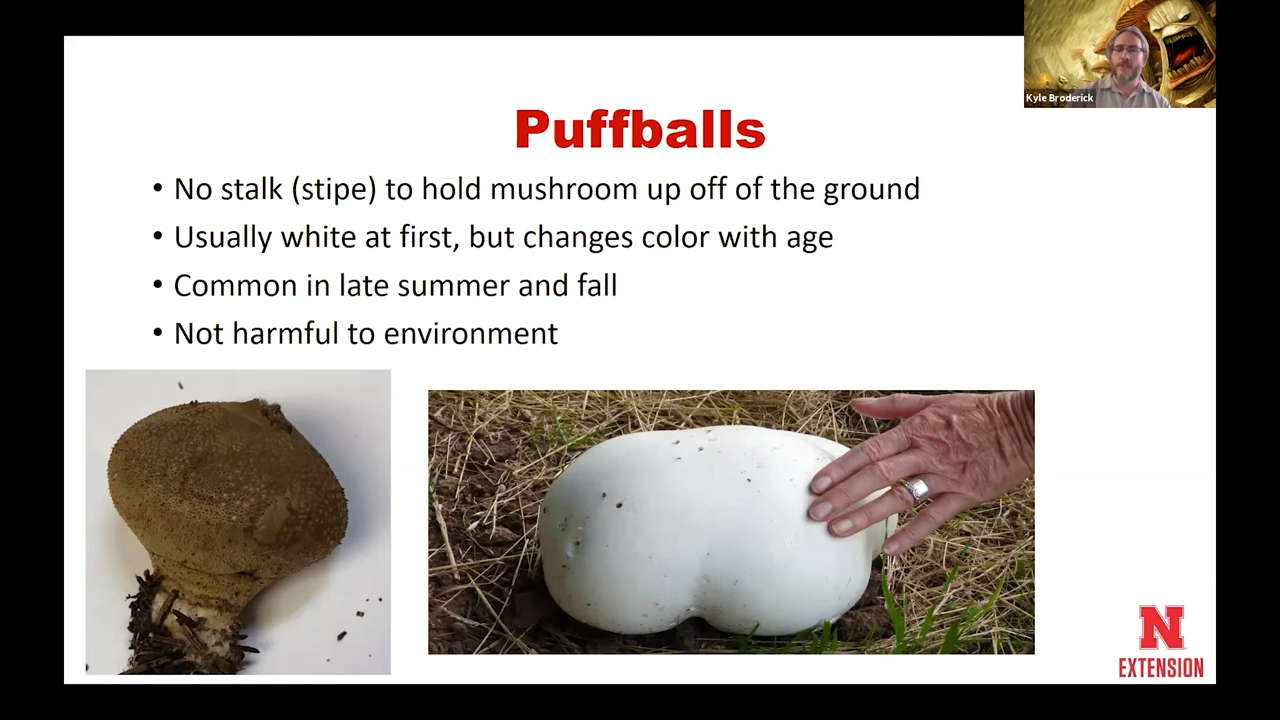 Kyle Broderick
Puffballs
• No stalk (stipe) to hold mushroom up off of the ground
• Usually white at first, but changes color with age
• Common in late summer and fall
• Not harmful to environment
N
EXTENSION